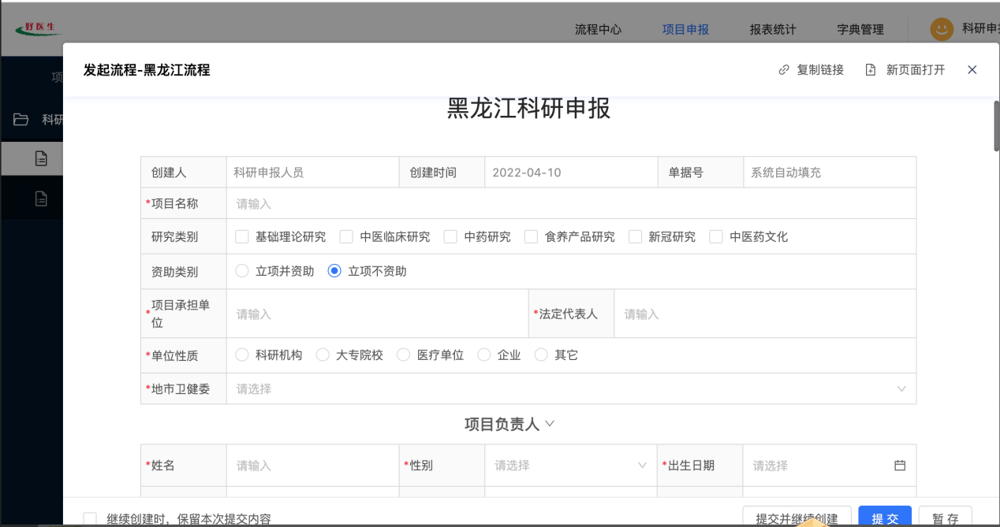 好医生
流程中心 项目申报 报表统计 字典管理 科研申
项
科研
发起流程-黑龙江流程 复制链接 新页面打开
黑龙江科研申报
创建人 科研申报人员 创建时间 2022-04-10 单据号 系统自动填充
*项目名称 请输入
研究类别 基础理论研究 中医临床研究 中药研究 食养产品研究 新冠研究 中医药文化
资助类别 立项并资助 立项不资助
*项目承担单
位 请输入 *法定代表人 请输入
*单位性质 科研机构 大专院校 医疗单位 企业 其它
*地市卫健委 请选择
项目负责人
*姓名 请输入 *性别 请选择 *出生日期 请选择
继续创建时，保留本次提交内容 提交并继续创建 提 交 暂 存